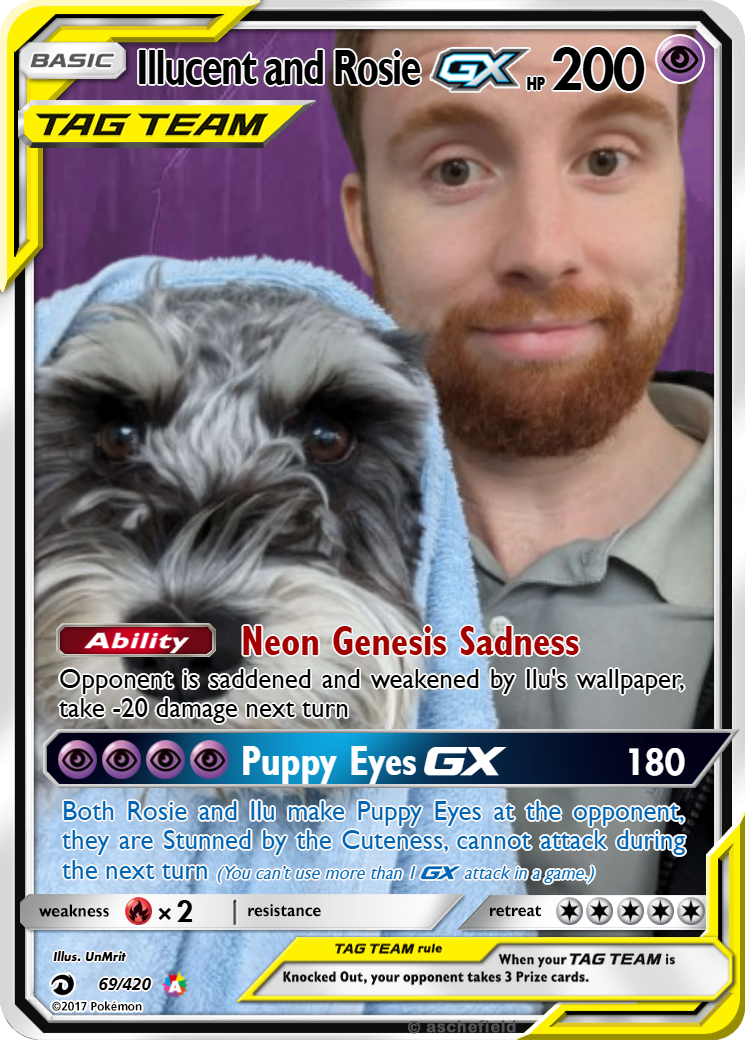 BASIC Illucent and Rosie GX HP 200
TAG TEAM
Ability Neon Genesis Sadness
Opponent is saddened and weakened by Ilu's wallpaper,
take -20 damage next turn
Puppy Eyes GX 180
Both Rosie and Ilu make Puppy Eyes at the opponent,
they are Stunned by the Cuteness, cannot attack during
the next turn (You can't use more than 1 GX attack in a game.)
weakness × 2 resistance retreat
Illus. UnMrit
69/420 A
©2017 Pokémon
TAG TEAM rule
When your TAG TEAM is
Knocked Out, your opponent takes 3 Prize cards.
© aschefield